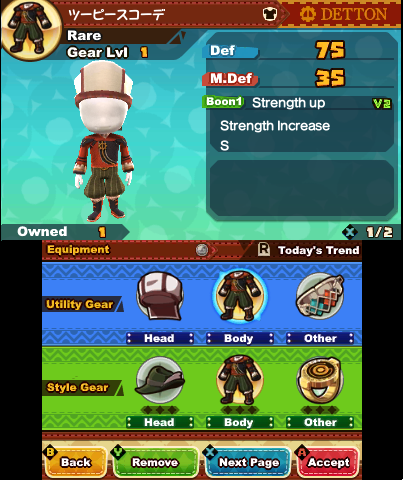 ツーピースコーデ
DETTON
Rare
Gear Lvl 1
Def 75
M.Def 35
Boon1 Strength up V2
Strength Increase
S
Owned 1
X 1/2
Equipment
R Today's Trend
Utility Gear
Head Body Other
Style Gear
Head Body Other
B Back
Y Remove
X Next Page
A Accept